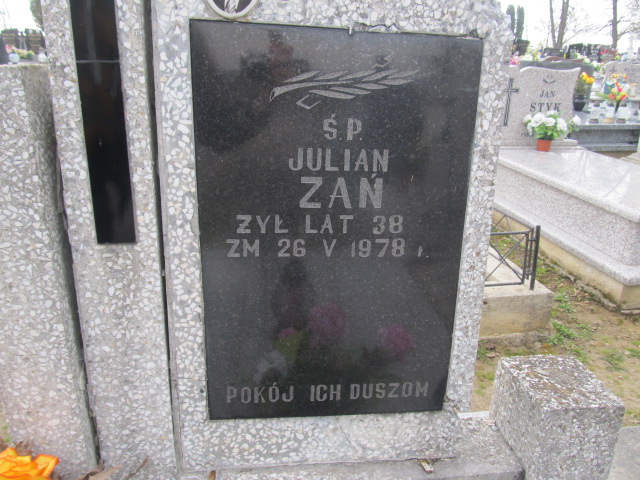 Ś.P.
JULIAN
ZAŃ
ŻYŁ LAT 38
ZM 26 V 1978 r.
POKÓJ ICH DUSZOM
JAN
STYK